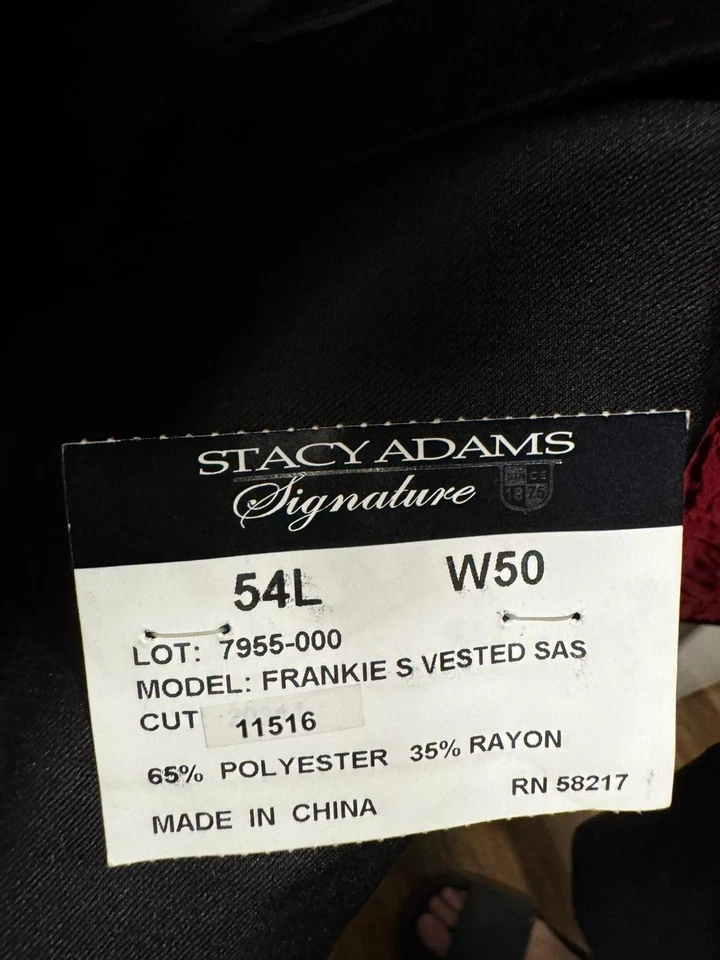 STACY ADAMS
Signature SINCE 1875
54L W50
LOT: 7955-000
MODEL: FRANKIE S VESTED SAS
CUT 11516
65% POLYESTER 35% RAYON
RN 58217
MADE IN CHINA